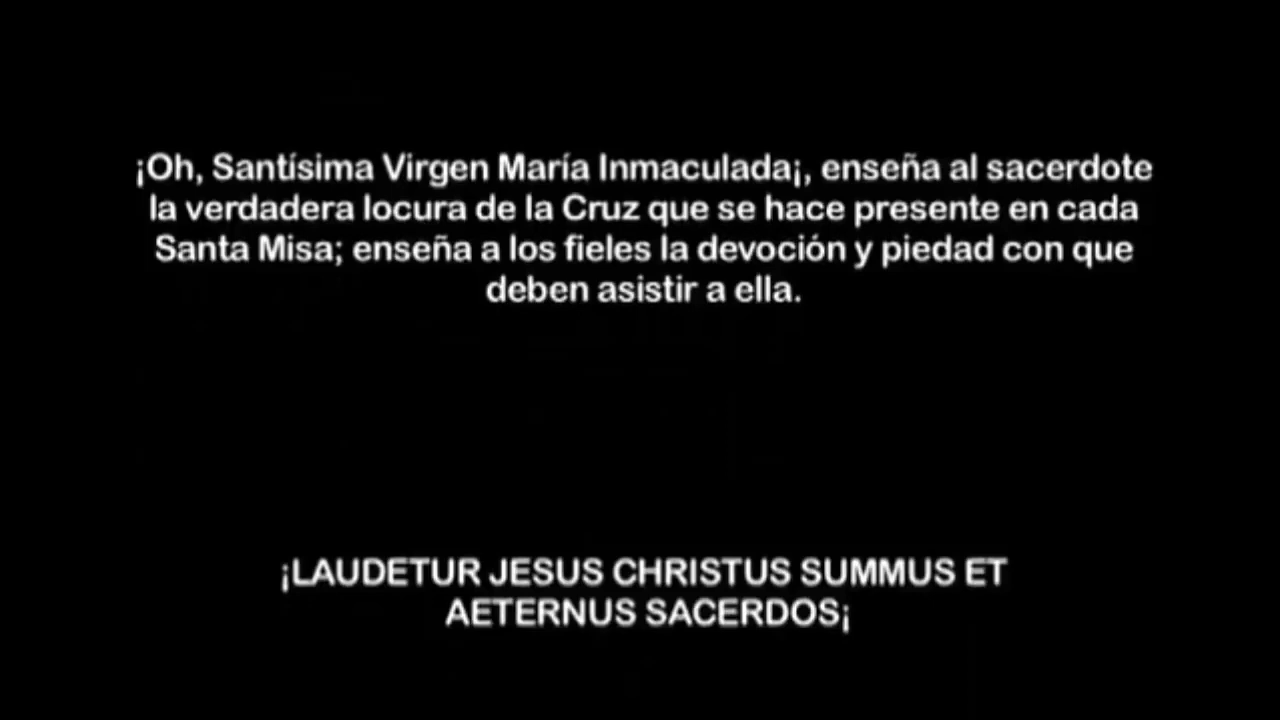 ¡Oh, Santísima Virgen María Inmaculada¡, enseña al sacerdote
la verdadera locura de la Cruz que se hace presente en cada
Santa Misa; enseña a los fieles la devoción y piedad con que
deben asistir a ella.
¡LAUDETUR JESUS CHRISTUS SUMMUS ET
AETERNUS SACERDOS¡